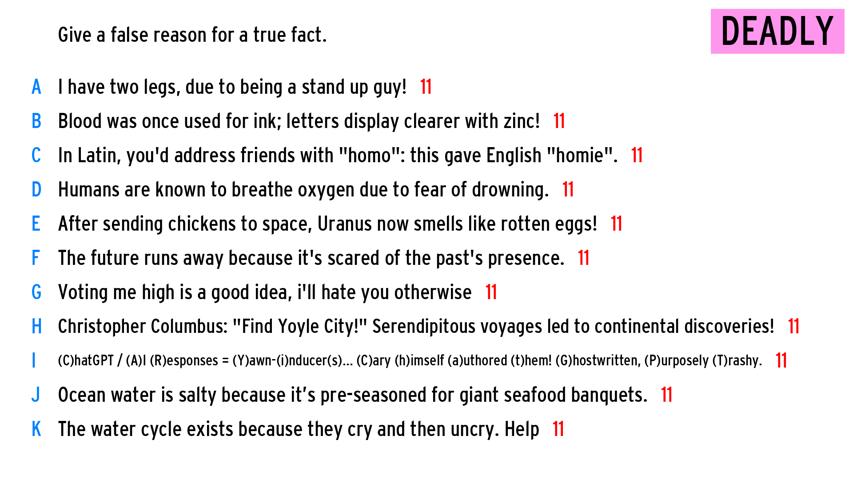 Give a false reason for a true fact.
DEADLY
A I have two legs, due to being a stand up guy! 11
B Blood was once used for ink; letters display clearer with zinc! 11
C In Latin, you'd address friends with "homo": this gave English "homie". 11
D Humans are known to breathe oxygen due to fear of drowning. 11
E After sending chickens to space, Uranus now smells like rotten eggs! 11
F The future runs away because it's scared of the past's presence. 11
G Voting me high is a good idea, i'll hate you otherwise 11
H Christopher Columbus: "Find Yoyle City!" Serendipitous voyages led to continental discoveries! 11
I (C)hatGPT / (A)I (R)esponses = (Y)awn-(i)nducer(s)... (C)ary (h)imself (a)uthored (t)hem! (G)hostwritten, (P)urposely (T)rashy. 11
J Ocean water is salty because it’s pre-seasoned for giant seafood banquets. 11
K The water cycle exists because they cry and then uncry. Help 11